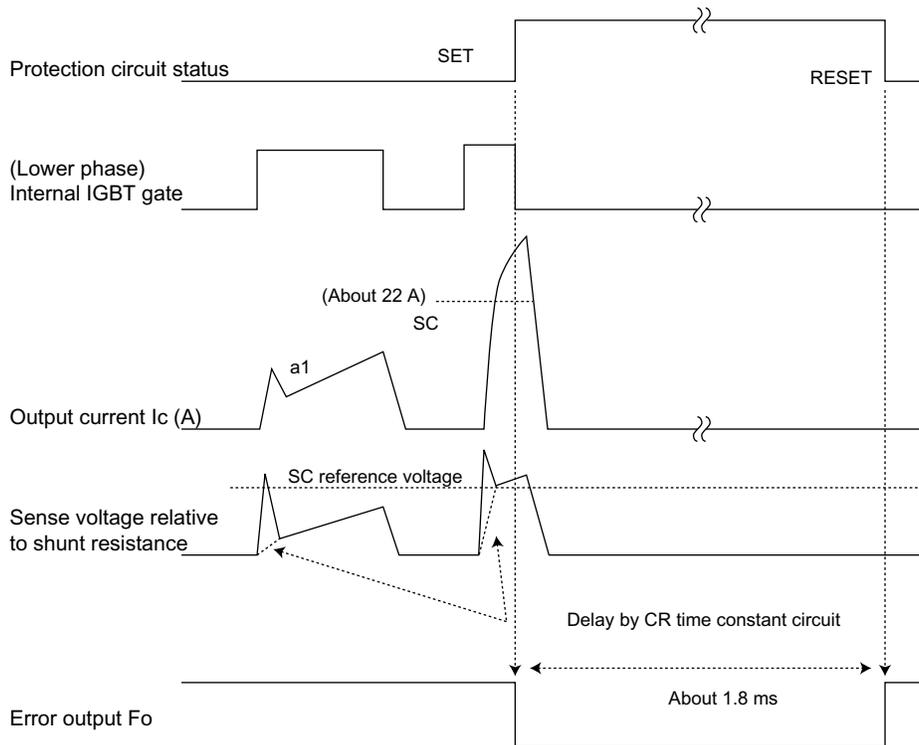 SET
Protection circuit status
RESET
(Lower phase)
Internal IGBT gate
(About 22 A)
SC
a1
Output current Ic (A)
SC reference voltage
Sense voltage relative
to shunt resistance
Delay by CR time constant circuit
About 1.8 ms
Error output Fo